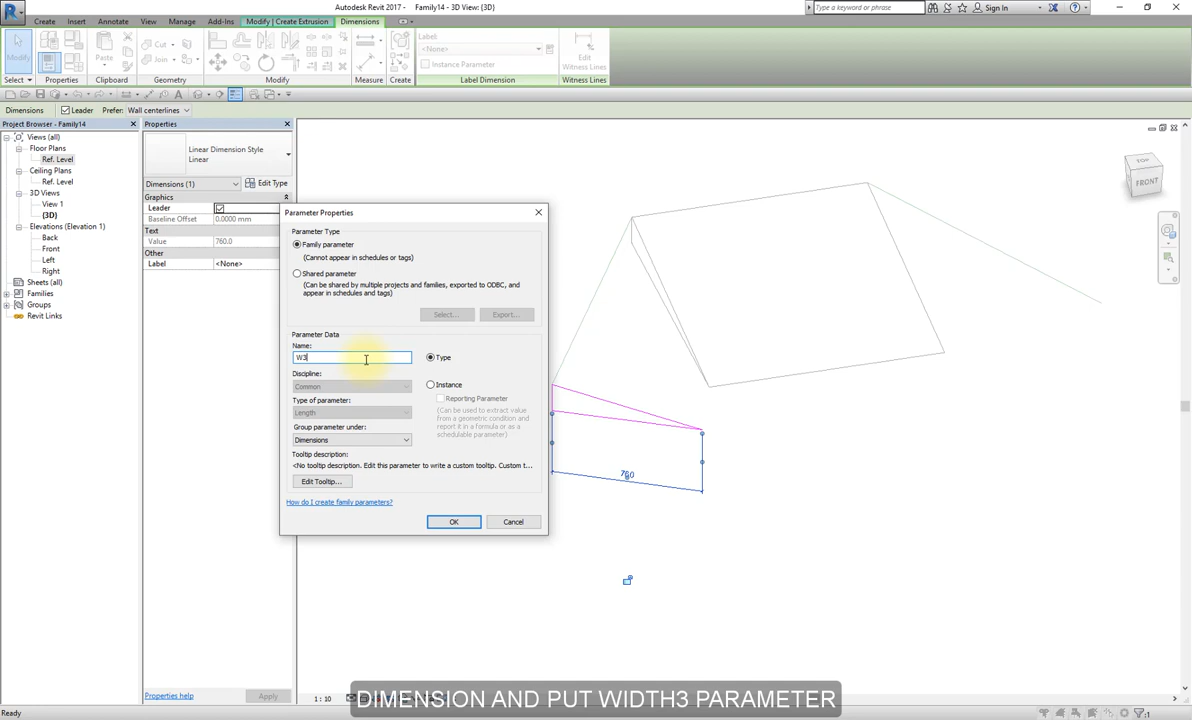 Autodesk Revit 2017 - Family14 - 3D View: {3D}
Type a keyword or phrase
Sign In
Create Insert Annotate View Manage Add-Ins Modify | Create Extrusion Dimensions
Modify
Paste
Cut
Join
Label:
<None>
Instance Parameter
Edit
Witness Lines
Select Properties Clipboard Geometry Modify Measure Create Label Dimension Witness Lines
Dimensions Leader Prefer: Wall centerlines
Project Browser - Family14
Views (all)
Floor Plans
Ref. Level
Ceiling Plans
Ref. Level
3D Views
View 1
{3D}
Elevations (Elevation 1)
Back
Front
Left
Right
Sheets (all)
Families
Groups
Revit Links
Properties
Linear Dimension Style
Linear
Dimensions (1) Edit Type
Graphics
Leader
Baseline Offset 0.0000 mm
Text
Value 760.0
Other
Label <None>
Properties help Apply
Parameter Properties
Parameter Type
Family parameter
(Cannot appear in schedules or tags)
Shared parameter
(Can be shared by multiple projects and families, exported to ODBC, and
appear in schedules and tags)
Select... Export...
Parameter Data
Name:
W3
Type
Discipline:
Common
Instance
Type of parameter:
Length
Reporting Parameter
(Can be used to extract value
from a geometric condition and
report it in a formula or as a
schedulable parameter)
Group parameter under:
Dimensions
Tooltip description:
<No tooltip description. Edit this parameter to write a custom tooltip. Custom t...
Edit Tooltip...
How do I create family parameters?
OK Cancel
TOP
FRONT
760
1 : 10
DIMENSION AND PUT WIDTH3 PARAMETER
Ready
:1